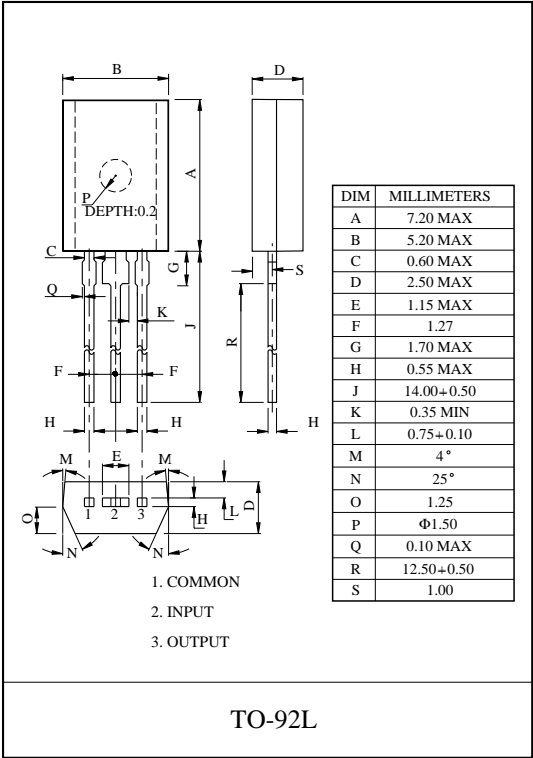 B
D
A
P
DEPTH:0.2
C
G
S
Q
K
J
R
F F
H H H
M E M
1 2 3
H
L
D
O
N N
1. COMMON
2. INPUT
3. OUTPUT
DIM MILLIMETERS
A 7.20 MAX
B 5.20 MAX
C 0.60 MAX
D 2.50 MAX
E 1.15 MAX
F 1.27
G 1.70 MAX
H 0.55 MAX
J 14.00+0.50
K 0.35 MIN
L 0.75+0.10
M 4°
N 25°
O 1.25
P Φ1.50
Q 0.10 MAX
R 12.50+0.50
S 1.00
TO-92L